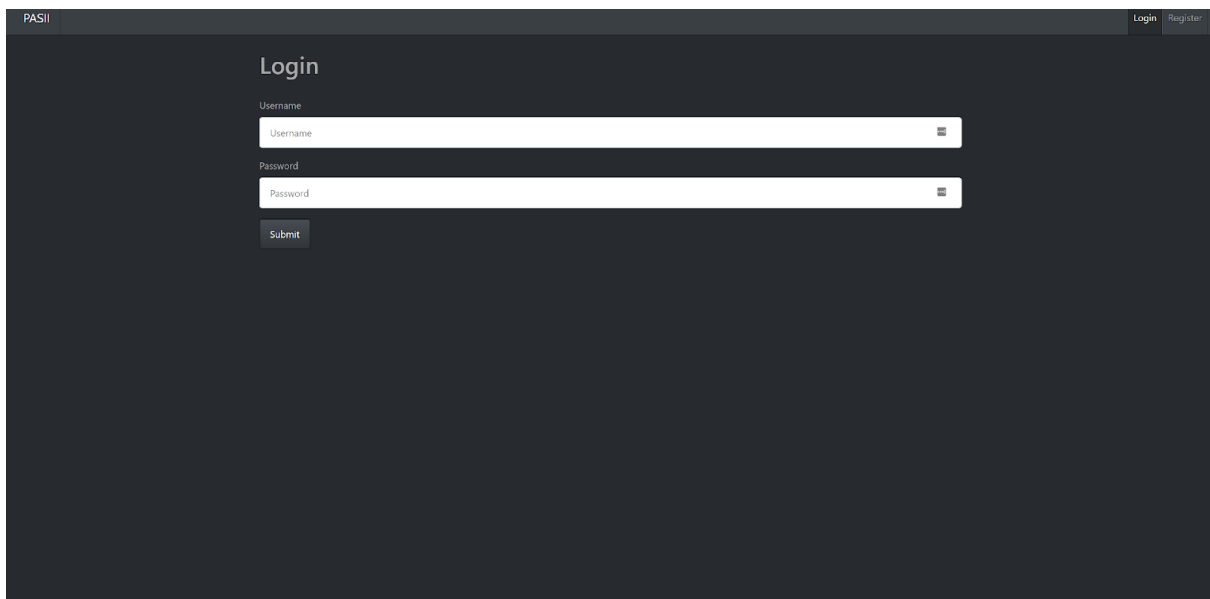 PASII
Login Register
Login
Username
Username
Password
Password
Submit